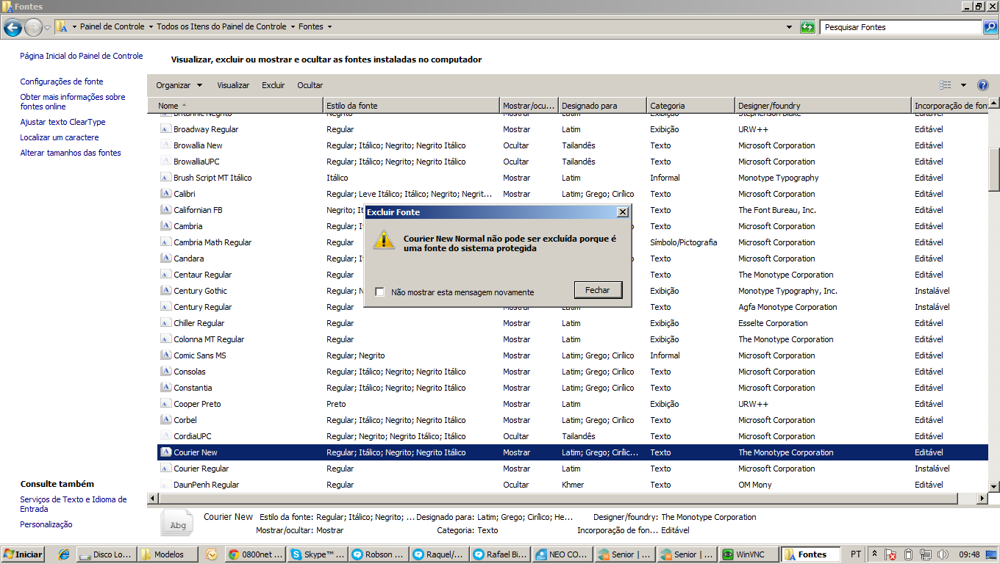 Fontes
Painel de Controle Todos os Itens do Painel de Controle Fontes Pesquisar Fontes
Página Inicial do Painel de Controle
Configurações de fonte
Obter mais informações sobre
fontes online
Ajustar texto ClearType
Localizar um caractere
Alterar tamanhos das fontes
Visualizar, excluir ou mostrar e ocultar as fontes instaladas no computador
Organizar Visualizar Excluir Ocultar
Nome Estilo da fonte Mostrar/ocu... Designado para Categoria Designer/foundry Incorporação de fon
Britannic Negrito Negrito Mostrar Latim Exibição Stephenson Blake Editável
Broadway Regular Regular Mostrar Latim Exibição URW++ Editável
Browallia New Regular; Itálico; Negrito; Negrito Itálico Ocultar Tailandês Texto Microsoft Corporation Editável
BrowalliaUPC Regular; Itálico; Negrito; Negrito Itálico Ocultar Tailandês Texto Microsoft Corporation Editável
Brush Script MT Itálico Itálico Mostrar Latim Informal Monotype Typography Editável
Calibri Regular; Leve Itálico; Itálico; Negrito; Negrit... Mostrar Latim; Grego; Cirílico Texto Microsoft Corporation Editável
Californian FB Negrito; It Texto The Font Bureau, Inc. Editável
Cambria Regular; It Texto Microsoft Corporation Editável
Cambria Math Regular Regular Símbolo/Pictografia Microsoft Corporation Editável
Candara Regular; It Texto Microsoft Corporation Editável
Centaur Regular Regular Texto The Monotype Corporation Editável
Century Gothic Regular; N Exibição Monotype Typography, Inc. Instalável
Century Regular Regular Mostrar Latim Texto Agfa Monotype Corporation Instalável
Chiller Regular Regular Mostrar Latim Exibição Esselte Corporation Editável
Colonna MT Regular Regular Mostrar Latim Exibição The Monotype Corporation Editável
Comic Sans MS Regular; Negrito Mostrar Latim; Grego; Cirílico Informal Microsoft Corporation Editável
Consolas Regular; Itálico; Negrito; Negrito Itálico Mostrar Latim; Grego; Cirílico Texto Microsoft Corporation Editável
Constantia Regular; Itálico; Negrito; Negrito Itálico Mostrar Latim; Grego; Cirílico Texto Microsoft Corporation Editável
Cooper Preto Preto Mostrar Latim Exibição URW++ Editável
Corbel Regular; Itálico; Negrito; Negrito Itálico Mostrar Latim; Grego; Cirílico Texto Microsoft Corporation Editável
CordiaUPC Regular; Negrito; Negrito Itálico; Itálico Ocultar Tailandês Texto Microsoft Corporation Editável
Courier New Regular; Itálico; Negrito; Negrito Itálico Mostrar Latim; Grego; Cirílic... Texto The Monotype Corporation Editável
Courier Regular Regular Mostrar Latim Texto Microsoft Corporation Instalável
DaunPenh Regular Regular Ocultar Khmer Texto OM Mony Editável
Excluir Fonte
Courier New Normal não pode ser excluída porque é
uma fonte do sistema protegida
Não mostrar esta mensagem novamente Fechar
Consulte também
Serviços de Texto e Idioma de
Entrada
Personalização
Abg
Courier New Estilo da fonte: Regular; Itálico; Negrito; ... Designado para: Latim; Grego; Cirílico; He... Designer/foundry: The Monotype Corporation
Mostrar/ocultar: Mostrar Categoria: Texto Incorporação de fon... Editável
Iniciar Disco Lo... Modelos 0800net ... Skype™ ... Robson ... Raquel/... Rafael Bi... NEO CO... Senior | ... Senior | ... WinVNC Fontes PT 09:48